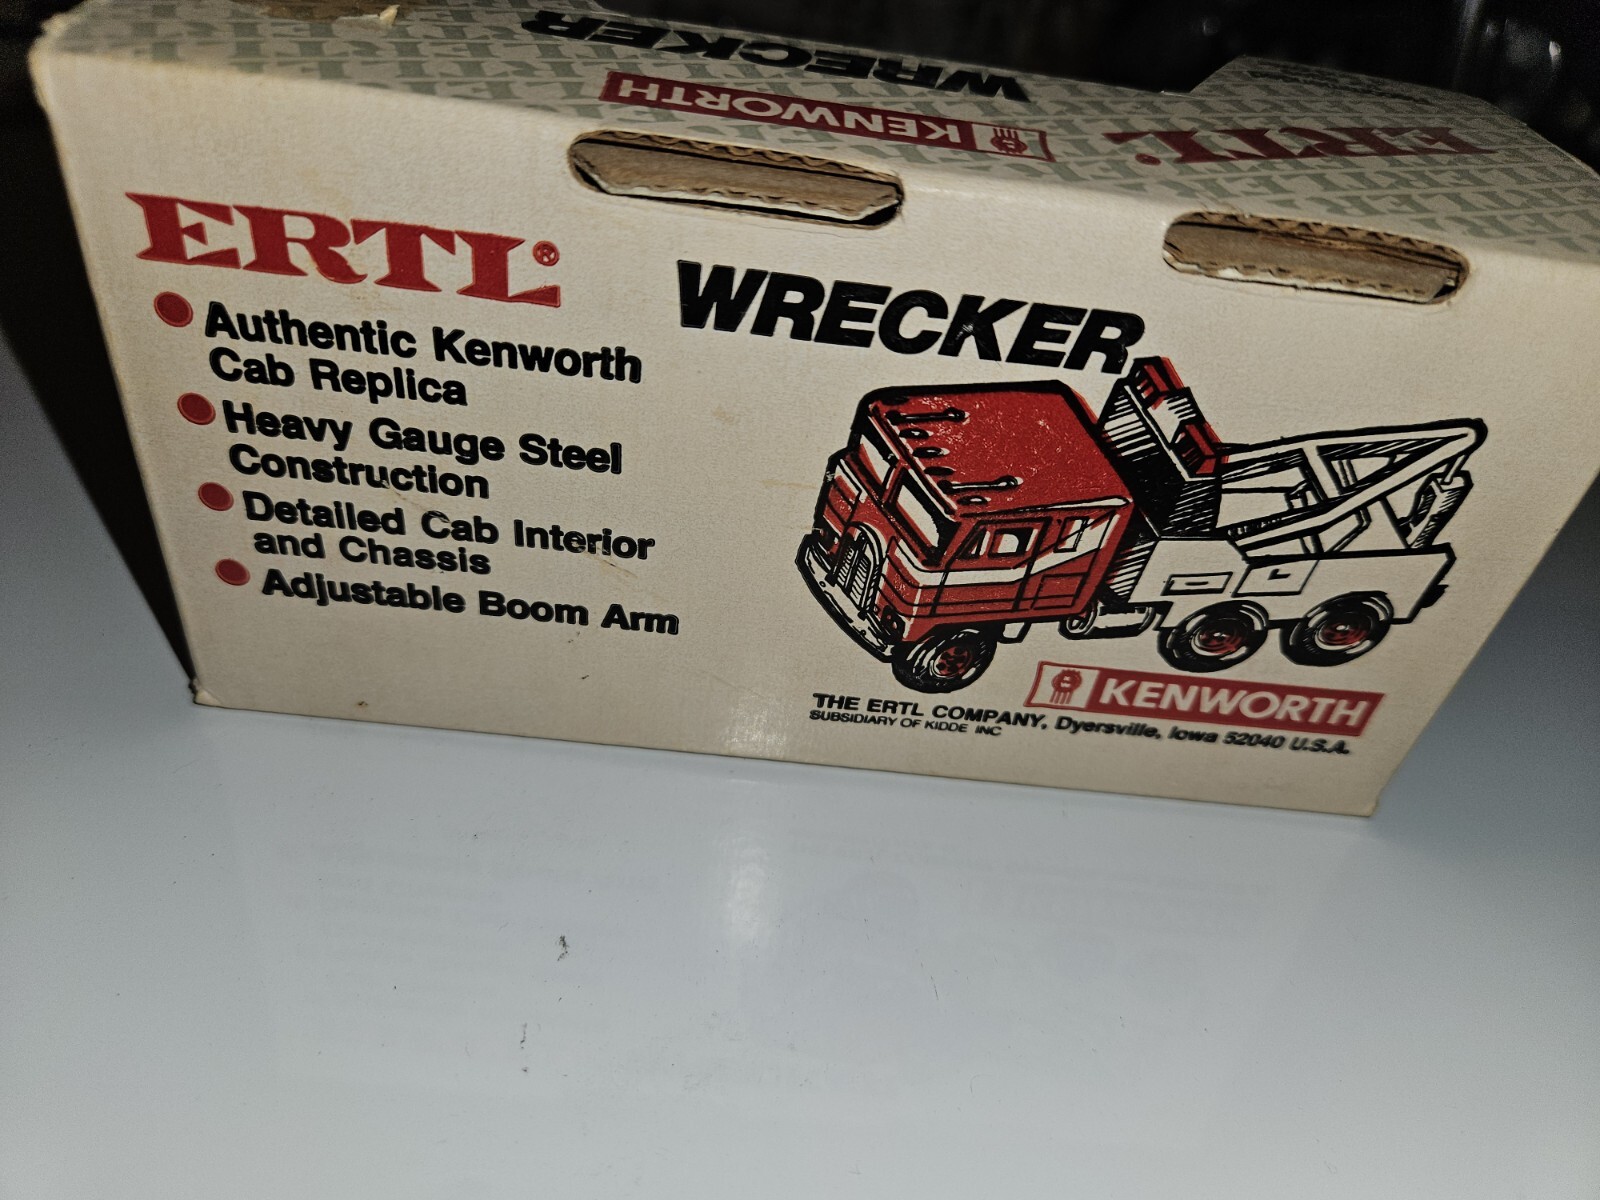 WRECKER
KENWORTH
ERTL
ERTL®
Authentic Kenworth
Cab Replica
Heavy Gauge Steel
Construction
Detailed Cab Interior
and Chassis
Adjustable Boom Arm
WRECKER
KENWORTH
THE ERTL COMPANY, Dyersville, Iowa 52040 U.S.A.
SUBSIDIARY OF KIDDE INC